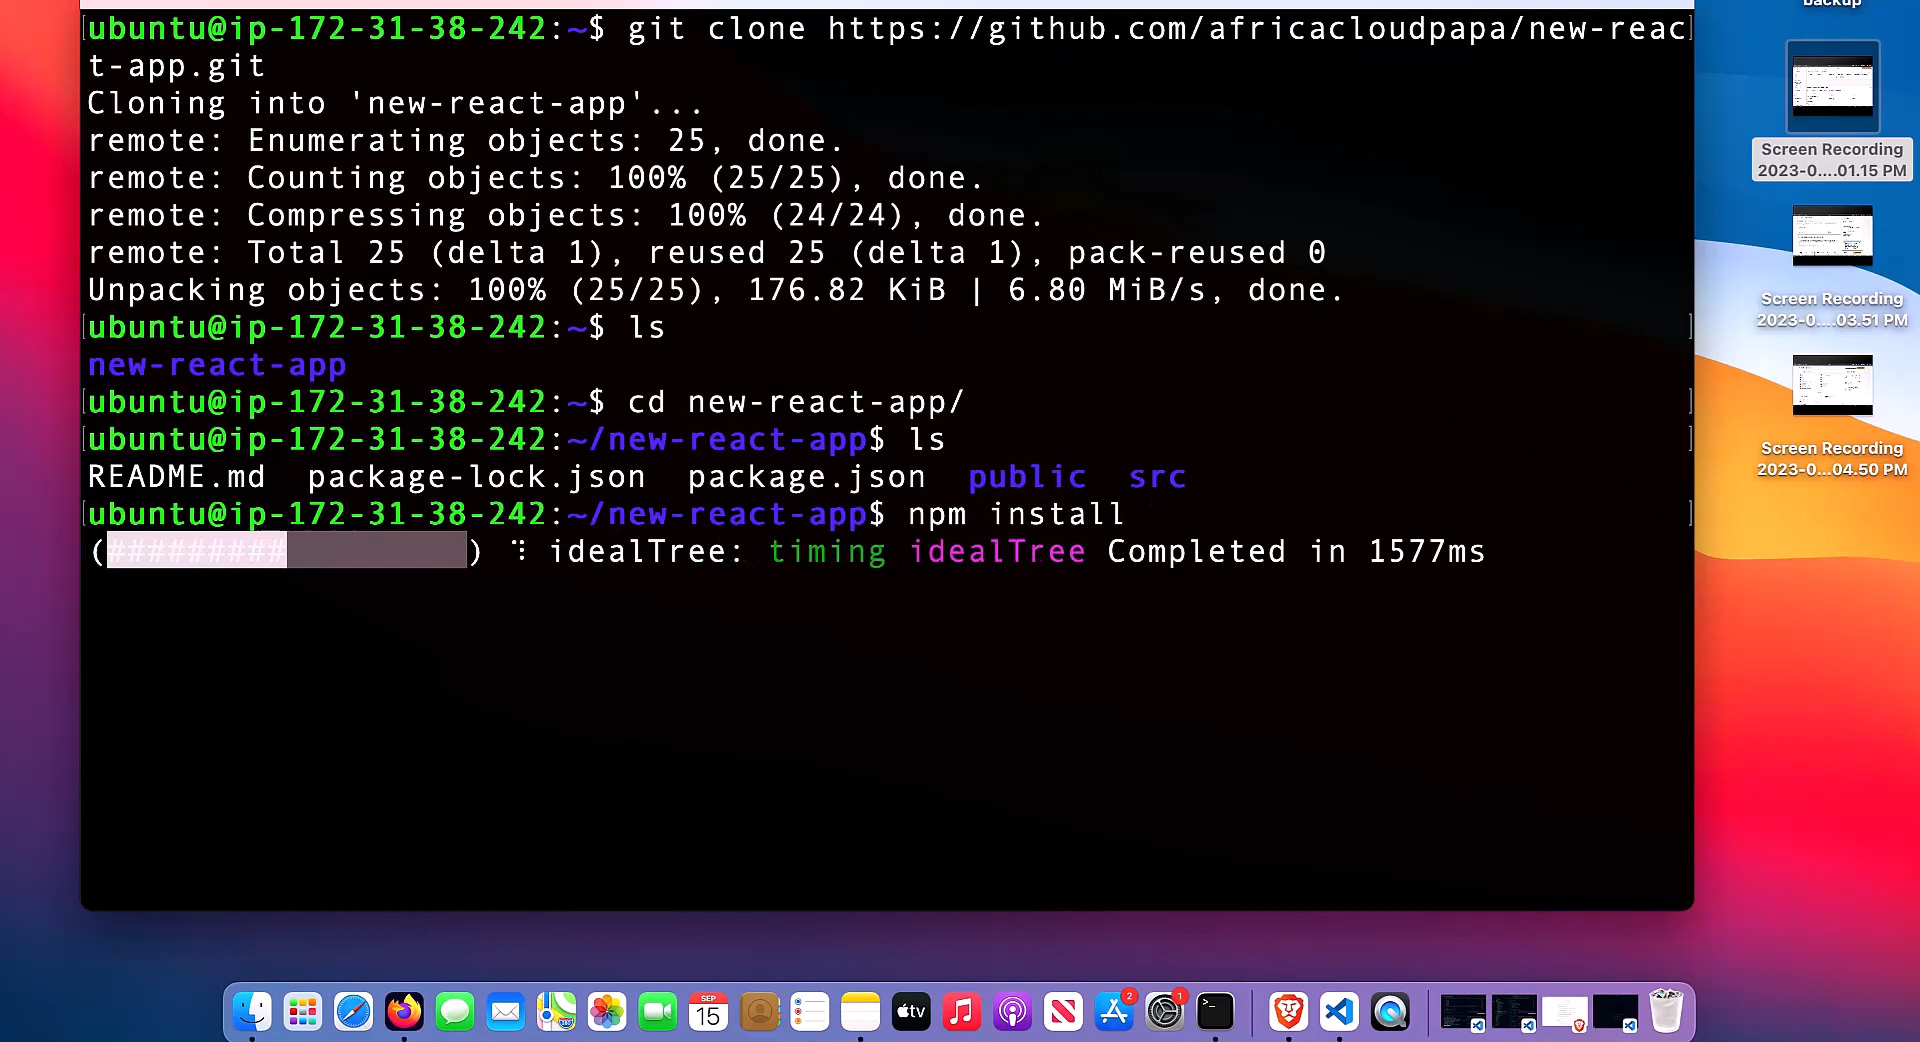 backup
ubuntu@ip-172-31-38-242:~$ git clone https://github.com/africacloudpapa/new-reac
t-app.git
Cloning into 'new-react-app'...
remote: Enumerating objects: 25, done.
remote: Counting objects: 100% (25/25), done.
remote: Compressing objects: 100% (24/24), done.
remote: Total 25 (delta 1), reused 25 (delta 1), pack-reused 0
Unpacking objects: 100% (25/25), 176.82 KiB | 6.80 MiB/s, done.
ubuntu@ip-172-31-38-242:~$ ls
new-react-app
ubuntu@ip-172-31-38-242:~$ cd new-react-app/
ubuntu@ip-172-31-38-242:~/new-react-app$ ls
README.md  package-lock.json  package.json  public  src
ubuntu@ip-172-31-38-242:~/new-react-app$ npm install
(#########         ) ⠹ idealTree: timing idealTree Completed in 1577ms
Screen Recording
2023-0....01.15 PM
Screen Recording
2023-0....03.51 PM
Screen Recording
2023-0...04.50 PM
SEP
15
tv
2
1
>_